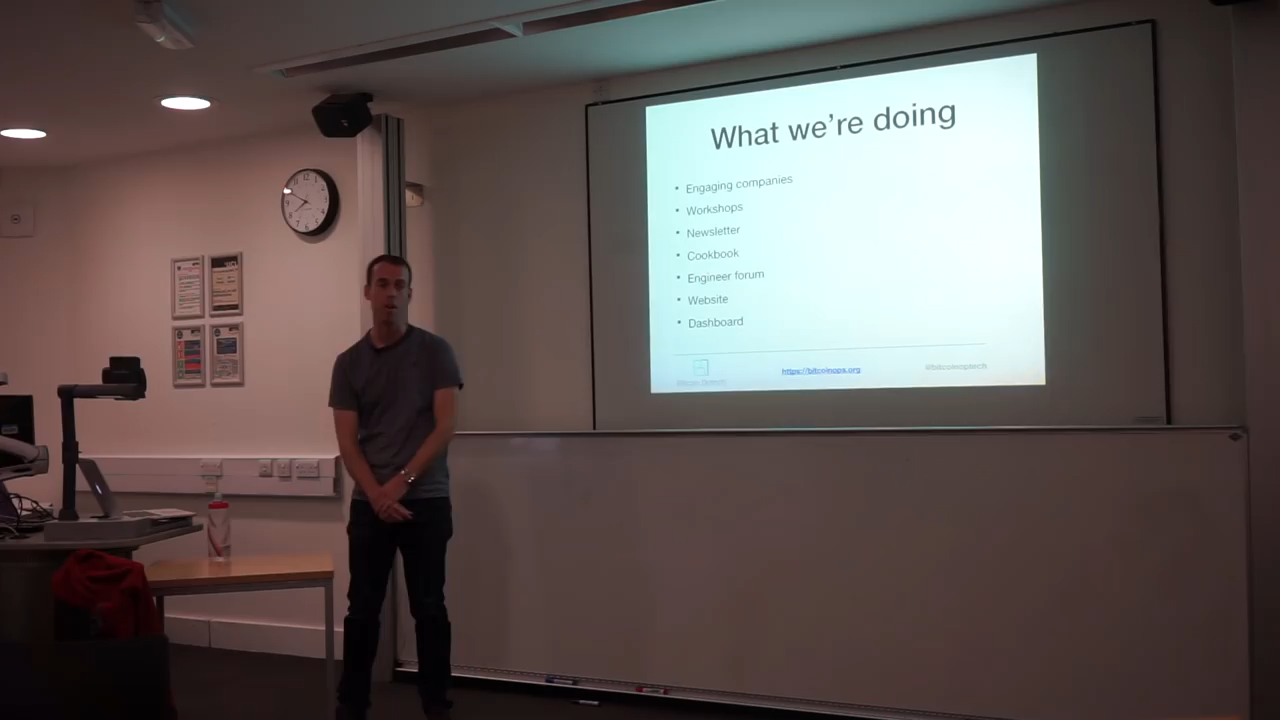 What we're doing
• Engaging companies
• Workshops
• Newsletter
• Cookbook
• Engineer forum
• Website
• Dashboard
https://bitcoinops.org
@bitcoinoptech